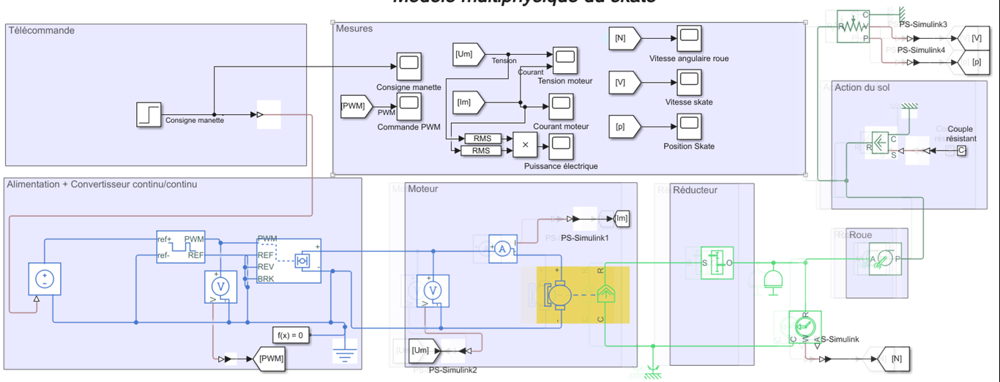 Modèle multiphysique du skate
Télécommande
Consigne manette
Mesures
Consigne manette
[PWM]
PWM
Commande PWM
[Um]
Tension
Courant
Tension moteur
[Im]
Courant moteur
RMS
RMS
×
Puissance électrique
[N]
Vitesse angulaire roue
[V]
Vitesse skate
[p]
Position Skate
R
C
V
P
PS-Simulink3
[V]
PS-Simulink4
[p]
Action du sol
R
C
S
Couple
résistant
C
Alimentation + Convertisseur continu/continu
ref+
ref-
PWM
REF
PWM
REF
REV
BRK
+
-
+
V
V
f(x) = 0
[PWM]
Moteur
+
A
I
PS-Simulink1
[Im]
+
V
V
+
-
R
C
[Um]
PS-Simulink2
Réducteur
S
O
Roue
A
P
R
C
W
A
S-Simulink
[N]